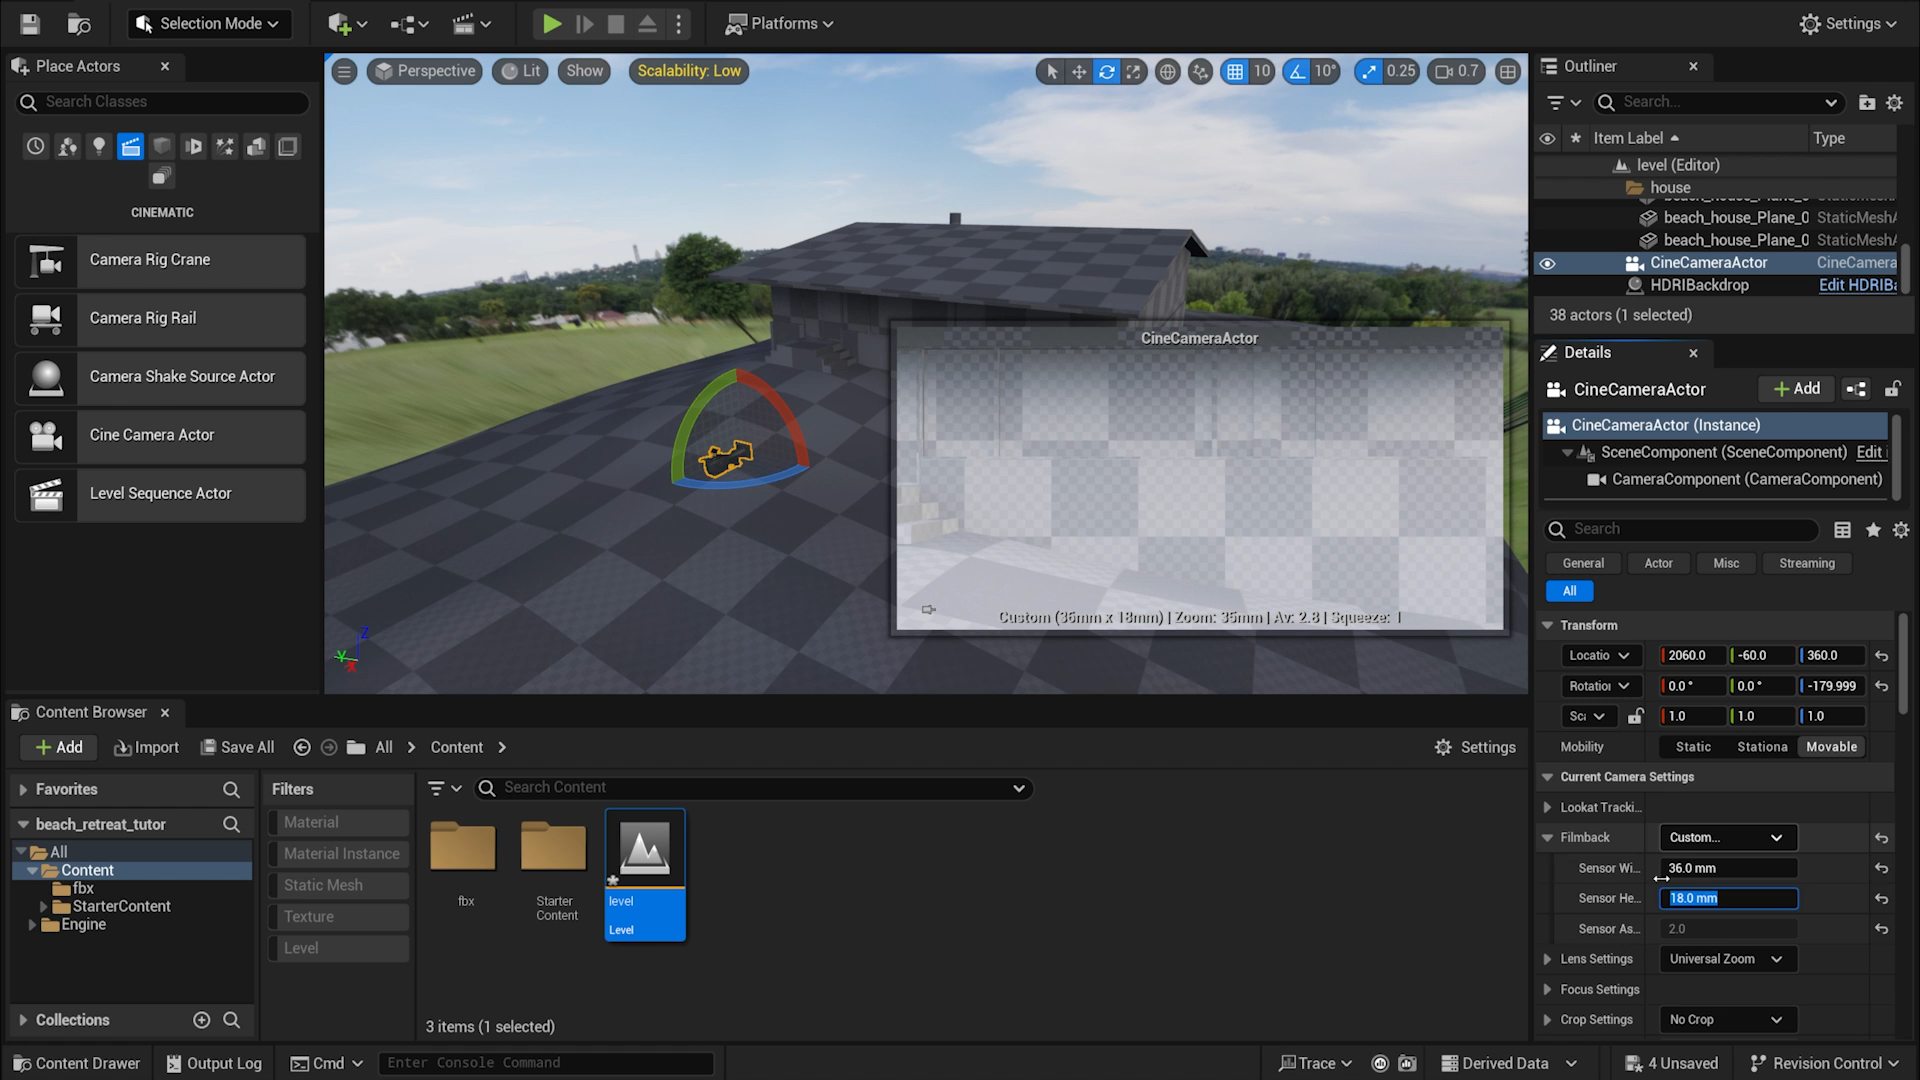 Selection Mode
Platforms
Settings
Place Actors
Search Classes
CINEMATIC
Camera Rig Crane
Camera Rig Rail
Camera Shake Source Actor
Cine Camera Actor
Level Sequence Actor
Perspective
Lit
Show
Scalability: Low
10
10°
0.25
0.7
CineCameraActor
Custom (36mm x 18mm) | Zoom: 35mm | Av: 2.8 | Squeeze: 1
Z
Y
X
Outliner
Search...
Item Label
Type
level (Editor)
house
beach_house_Plane_0
beach_house_Plane_0 StaticMeshA
beach_house_Plane_0 StaticMeshA
CineCameraActor CineCamera
HDRIBackdrop Edit HDRIBa
38 actors (1 selected)
Details
CineCameraActor
Add
CineCameraActor (Instance)
SceneComponent (SceneComponent) Edit i
CameraComponent (CameraComponent)
Search
General
Actor
Misc
Streaming
All
Transform
Locatio 2060.0 -60.0 360.0
Rotation 0.0 ° 0.0 ° -179.999
Sca 1.0 1.0 1.0
Mobility Static Stationa Movable
Current Camera Settings
Lookat Tracki...
Filmback Custom...
Sensor Wi... 36.0 mm
Sensor He... 18.0 mm
Sensor As... 2.0
Lens Settings Universal Zoom
Focus Settings
Crop Settings No Crop
Content Browser
Add
Import
Save All
All
Content
Settings
Favorites
beach_retreat_tutor
All
Content
fbx
StarterContent
Engine
Collections
Filters
Material
Material Instance
Static Mesh
Texture
Level
Search Content
fbx
Starter
Content
level
Level
3 items (1 selected)
Content Drawer
Output Log
Cmd
Enter Console Command
Trace
Derived Data
4 Unsaved
Revision Control